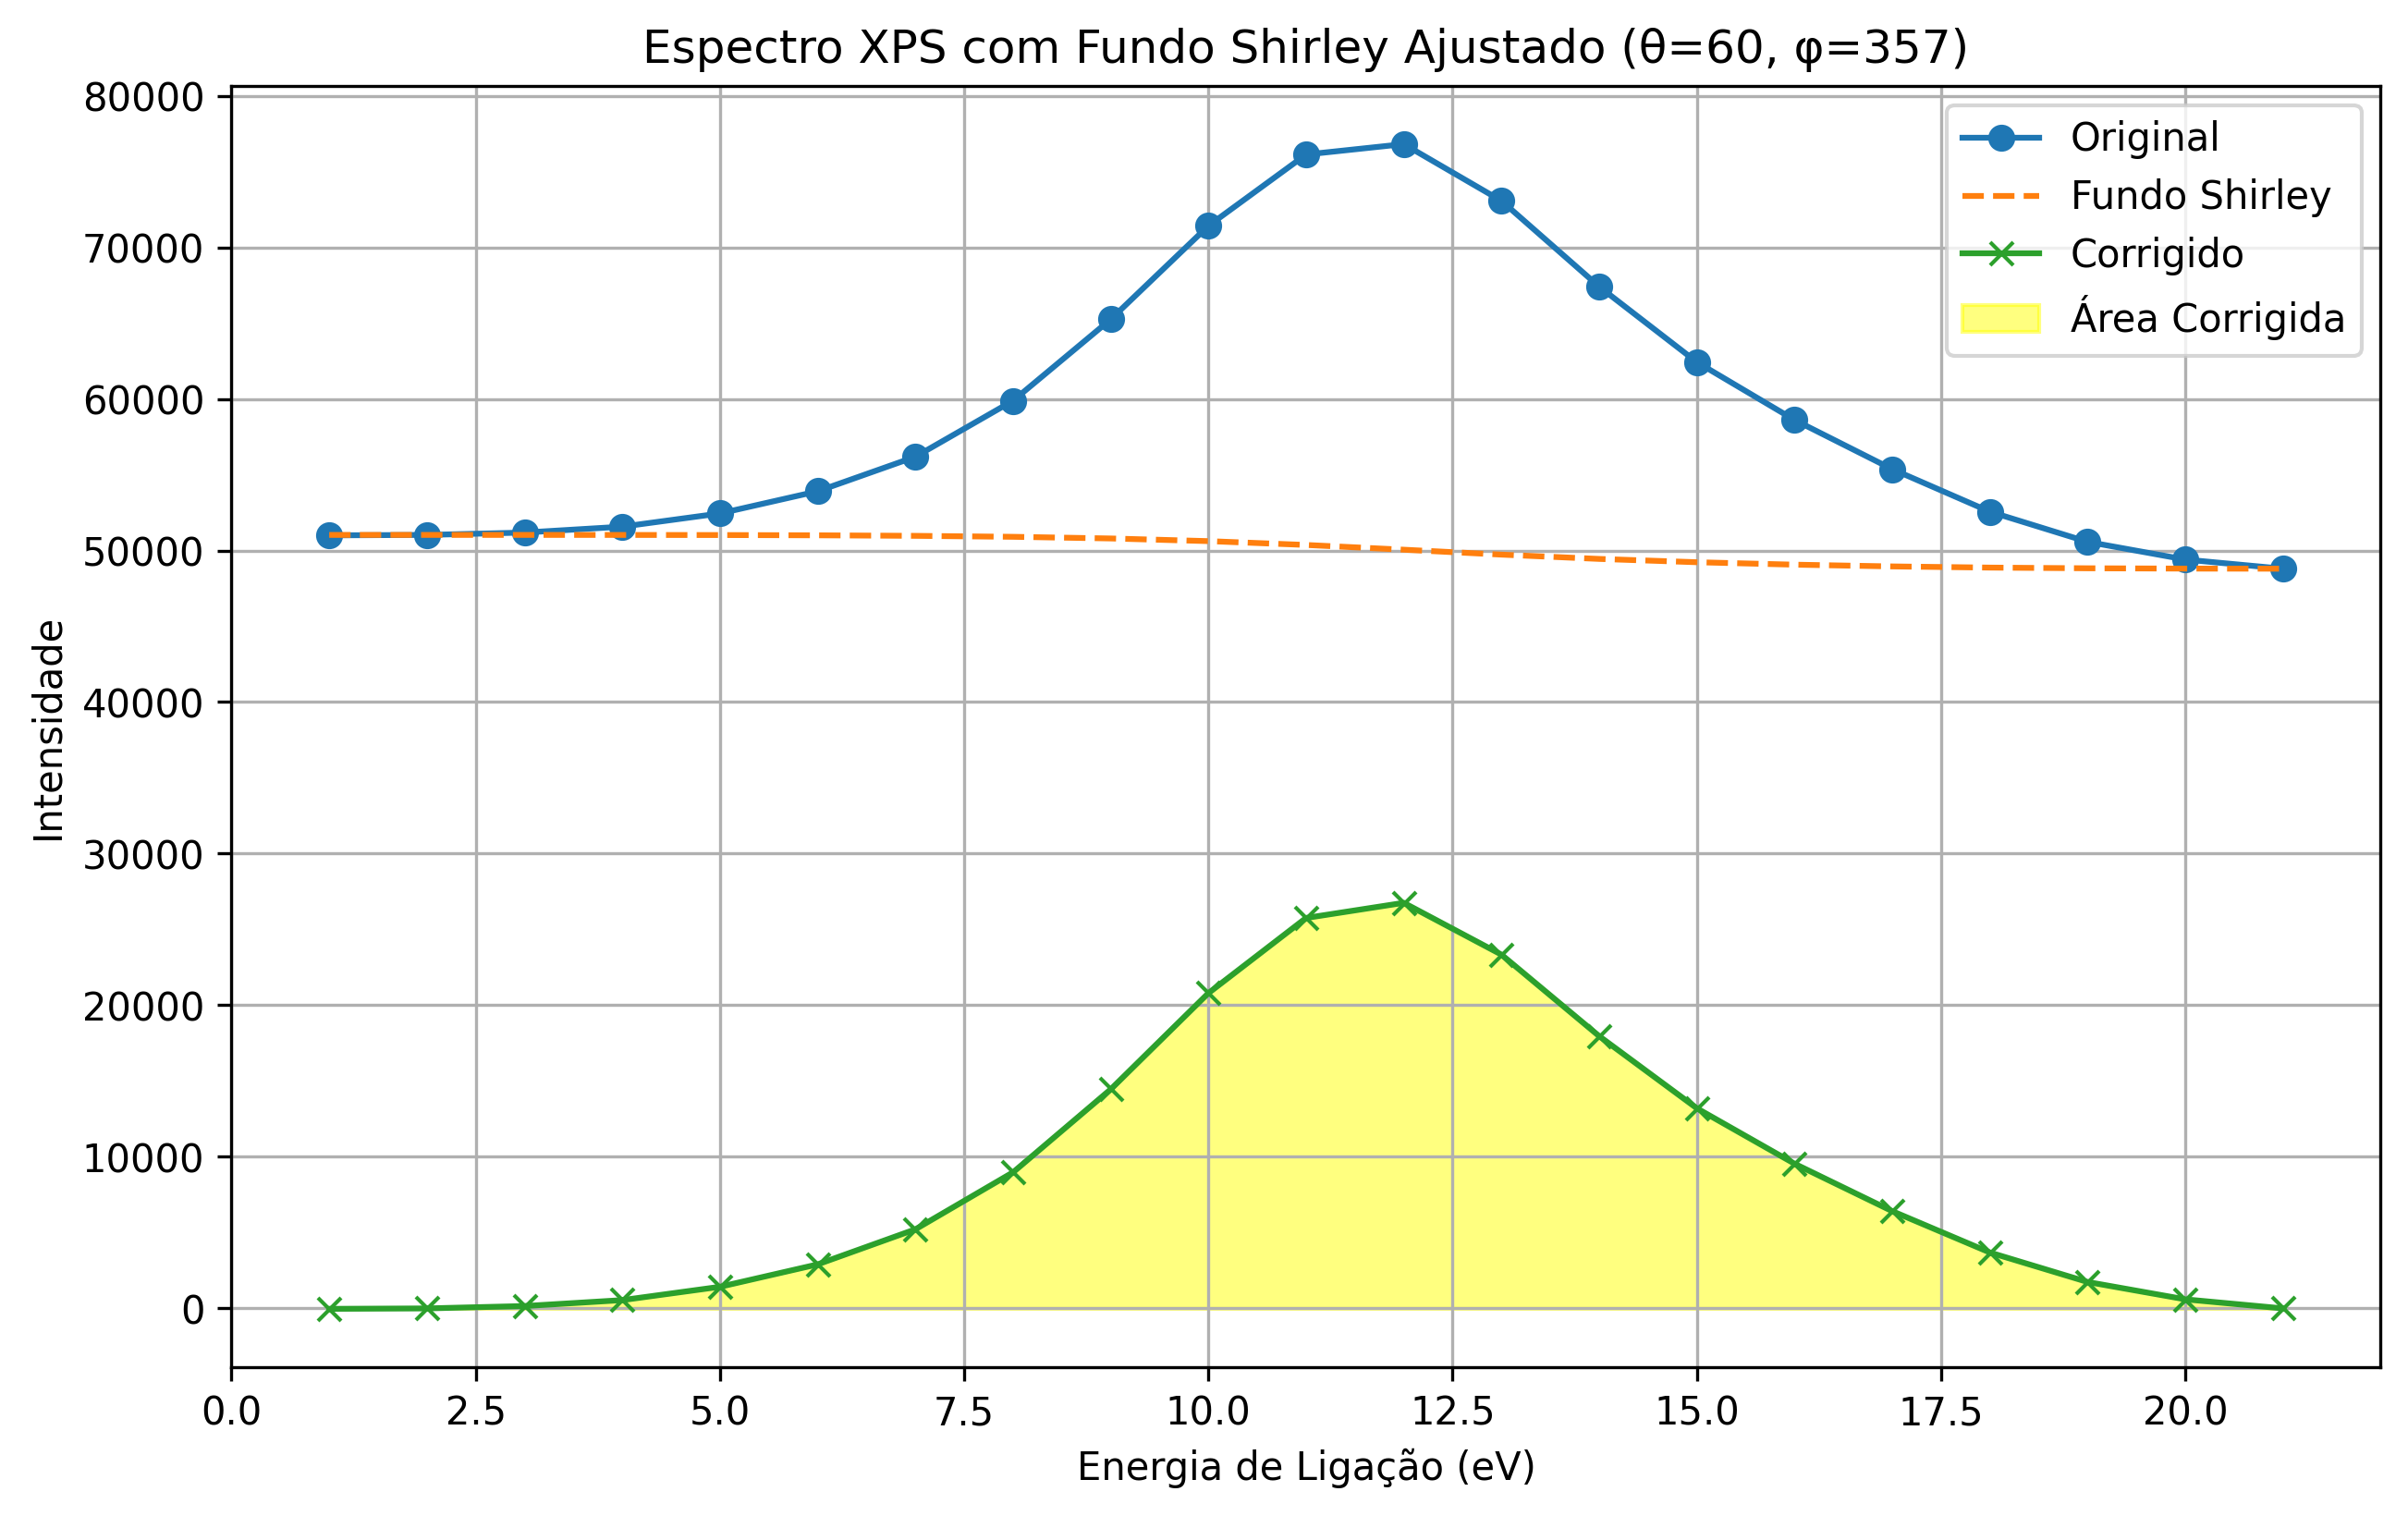 Espectro XPS com Fundo Shirley Ajustado (θ=60, φ=357)
80000
70000
60000
50000
40000
30000
20000
10000
0
Intensidade
Original
Fundo Shirley
Corrigido
Área Corrigida
0.0 2.5 5.0 7.5 10.0 12.5 15.0 17.5 20.0
Energia de Ligação (eV)